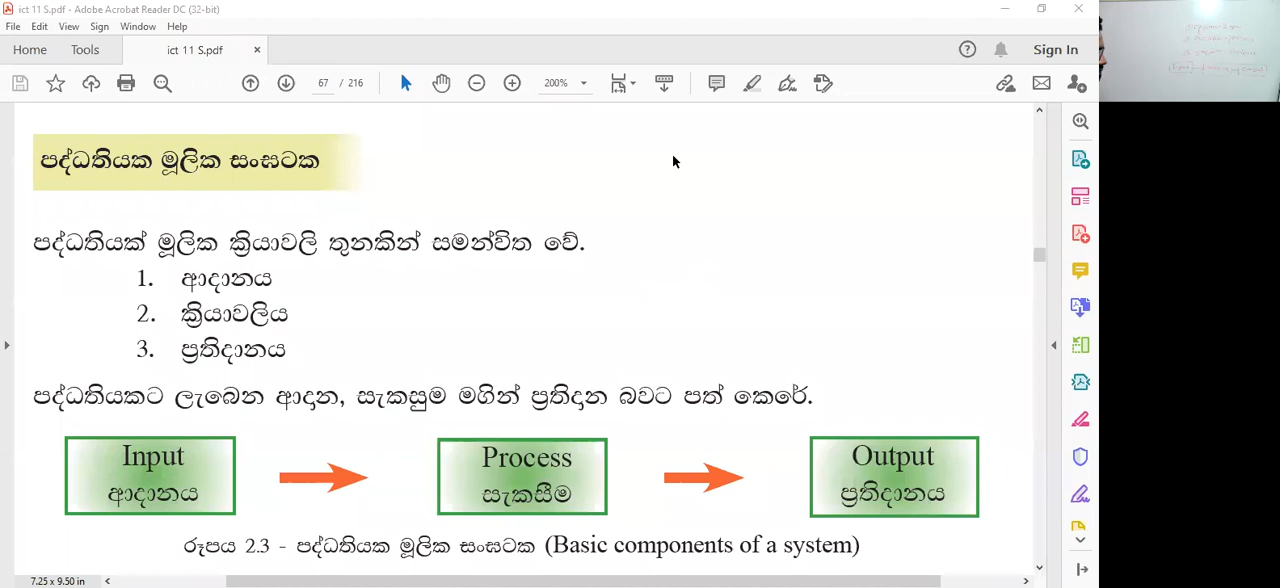 ict 11 S.pdf - Adobe Acrobat Reader DC (32-bit)
File Edit View Sign Window Help
Home Tools ict 11 S.pdf × Sign In
67 / 216 200%
පද්ධතියක මූලික සංඝටක
පද්ධතියක් මූලික ක්‍රියාවලි තුනකින් සමන්විත වේ.
1. ආදානය
2. ක්‍රියාවලිය
3. ප්‍රතිදානය
පද්ධතියකට ලැබෙන ආදාන, සැකසුම මගින් ප්‍රතිදාන බවට පත් කෙරේ.
Input Process Output
ආදානය සැකසීම ප්‍රතිදානය
රූපය 2.3 - පද්ධතියක මූලික සංඝටක (Basic components of a system)
7.25 x 9.50 in